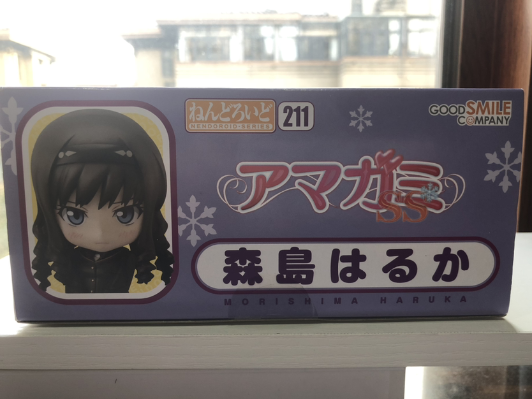 ねんどろいど
NENDOROID SERIES
211
GOOD SMILE
COMPANY
アマガミ
SS
森島はるか
MORISHIMA HARUKA